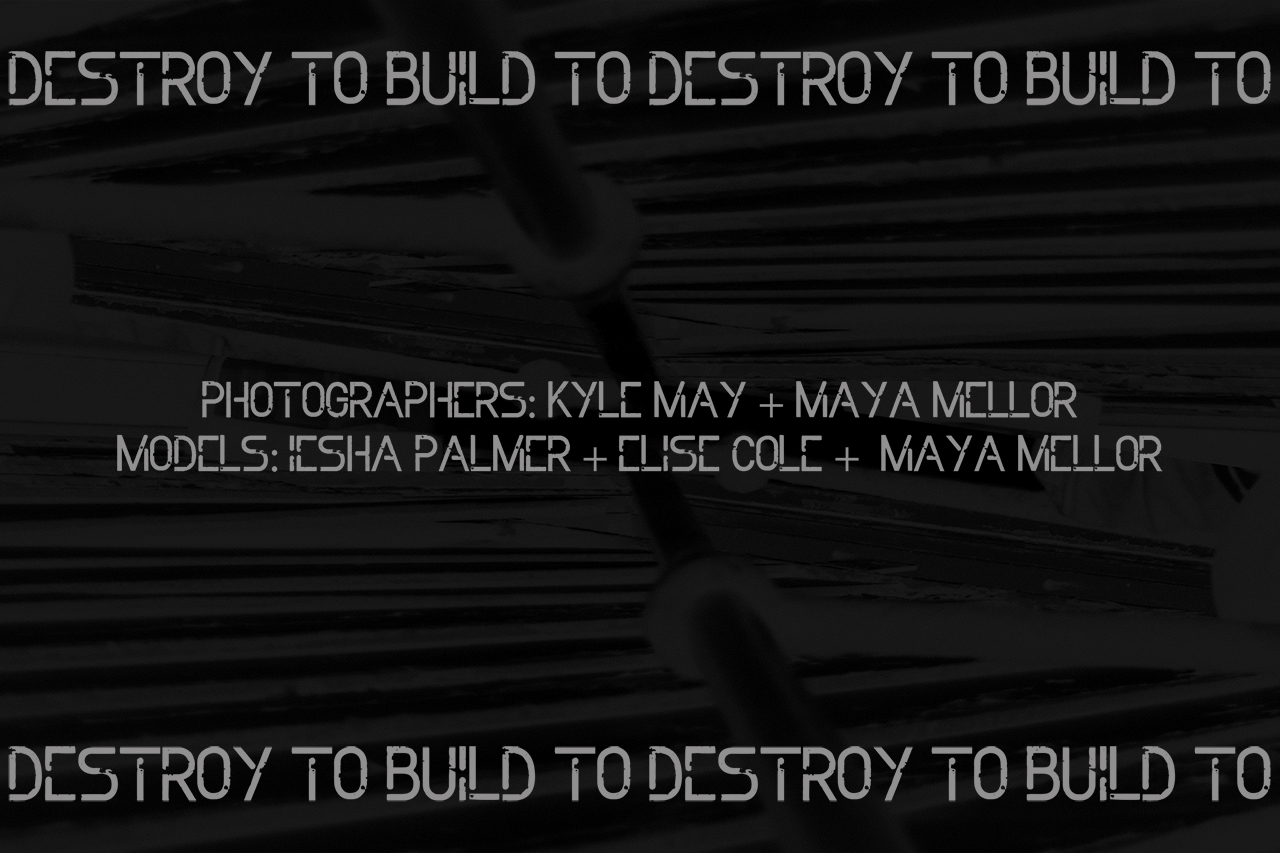 DESTROY TO BUILD TO DESTROY TO BUILD TO
PHOTOGRAPHERS: KYLE MAY + MAYA MELLOR
MODELS: IESHA PALMER + ELISE COLE + MAYA MELLOR
DESTROY TO BUILD TO DESTROY TO BUILD TO